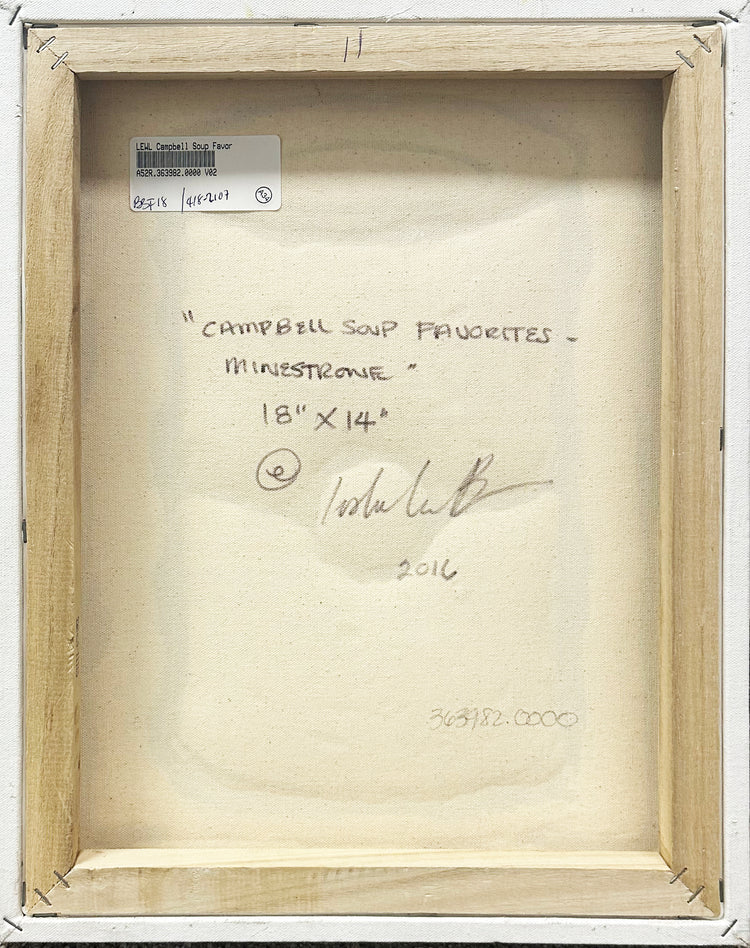 11
LEWL Campbell Soup Favor
A52R.363982.0000 V02
BBF18 / 418-2107
"CAMPBELL SOUP FAVORITES -
MINESTRONE"
18" X 14"
2016
363982.0000